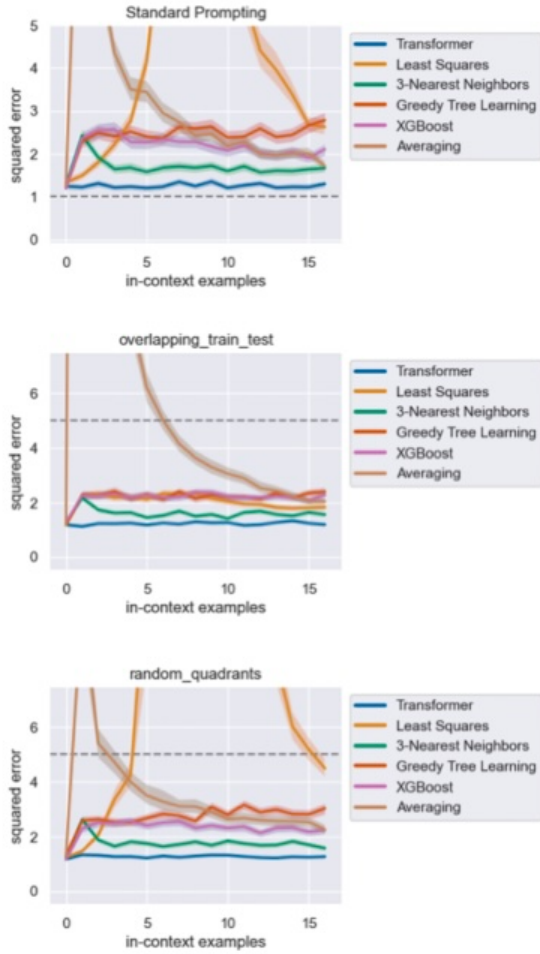 Standard Prompting
5
4
3
2
1
0
squared error
0 5 10 15
in-context examples
Transformer
Least Squares
3-Nearest Neighbors
Greedy Tree Learning
XGBoost
Averaging
overlapping_train_test
6
4
2
0
squared error
0 5 10 15
in-context examples
Transformer
Least Squares
3-Nearest Neighbors
Greedy Tree Learning
XGBoost
Averaging
random_quadrants
6
4
2
0
squared error
0 5 10 15
in-context examples
Transformer
Least Squares
3-Nearest Neighbors
Greedy Tree Learning
XGBoost
Averaging